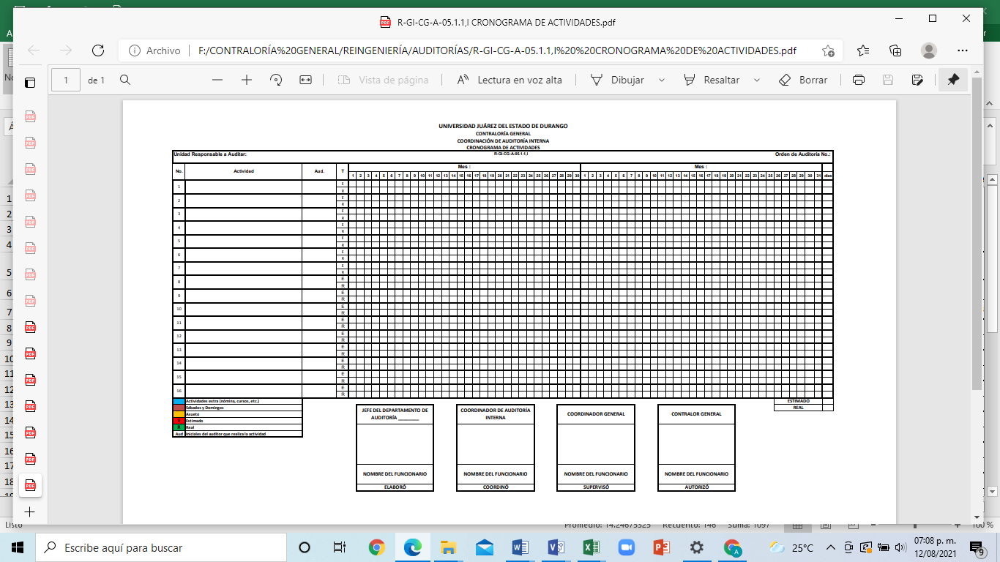 R-GI-CG-A-05.1.1,I CRONOGRAMA DE ACTIVIDADES.pdf
Archivo F:/CONTRALORÍA%20GENERAL/REINGENIERÍA/AUDITORÍAS/R-GI-CG-A-05.1.1,I%20%20CRONOGRAMA%20DE%20ACTIVIDADES.pdf
1 de 1 Vista de página Lectura en voz alta Dibujar Resaltar Borrar
UNIVERSIDAD JUÁREZ DEL ESTADO DE DURANGO
CONTRALORÍA GENERAL
COORDINACIÓN DE AUDITORÍA INTERNA
CRONOGRAMA DE ACTIVIDADES
Unidad Responsable a Auditar: R-GI-CG-A-05.1.1,I Orden de Auditoría No.:
No. Actividad Aud. T Mes : Mes :
1 2 3 4 5 6 7 8 9 10 11 12 13 14 15 16 17 18 19 20 21 22 23 24 25 26 27 28 29 30 1 2 3 4 5 6 7 8 9 10 11 12 13 14 15 16 17 18 19 20 21 22 23 24 25 26 27 28 29 30 31 días
1 E R
2 E R
3 E R
4 E R
5 E R
6 E R
7 E R
8 E R
9 E R
10 E R
11 E R
12 E R
13 E R
14 E R
15 E R
16 E R
Actividades extra (nómina, cursos, etc.)
Sábados y Domingos
Asueto
E Estimado
R Real
Aud Iniciales del auditor que realiza la actividad
ESTIMADO
REAL
JEFE DEL DEPARTAMENTO DE AUDITORÍA ________
NOMBRE DEL FUNCIONARIO
ELABORÓ
COORDINADOR DE AUDITORÍA INTERNA
NOMBRE DEL FUNCIONARIO
COORDINÓ
COORDINADOR GENERAL
NOMBRE DEL FUNCIONARIO
SUPERVISÓ
CONTRALOR GENERAL
NOMBRE DEL FUNCIONARIO
AUTORIZÓ
1
2
3
4
5
6
7
8
9
10
11
12
13
14
15
16
17
18
Listo Promedio: 14.24675325 Recuento: 146 Suma: 1097 100 %
Escribe aquí para buscar 25°C 07:08 p. m.
12/08/2021 9